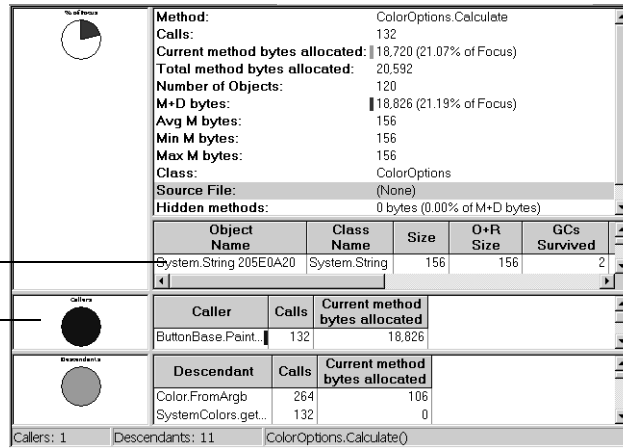 % of Focus
Method: ColorOptions.Calculate
Calls: 132
Current method bytes allocated: 18,720 (21.07% of Focus)
Total method bytes allocated: 20,592
Number of Objects: 120
M+D bytes: 18,826 (21.19% of Focus)
Avg M bytes: 156
Min M bytes: 156
Max M bytes: 156
Class: ColorOptions
Source File: (None)
Hidden methods: 0 bytes (0.00% of M+D bytes)
Object Name Class Name Size O+R Size GCs Survived
System.String 205E0A20 System.String 156 156 2
Callers
Caller Calls Current method bytes allocated
ButtonBase.Paint... 132 18,826
Descendants
Descendant Calls Current method bytes allocated
Color.FromArgb 264 106
SystemColors.get... 132 0
Callers: 1 Descendants: 11 ColorOptions.Calculate()